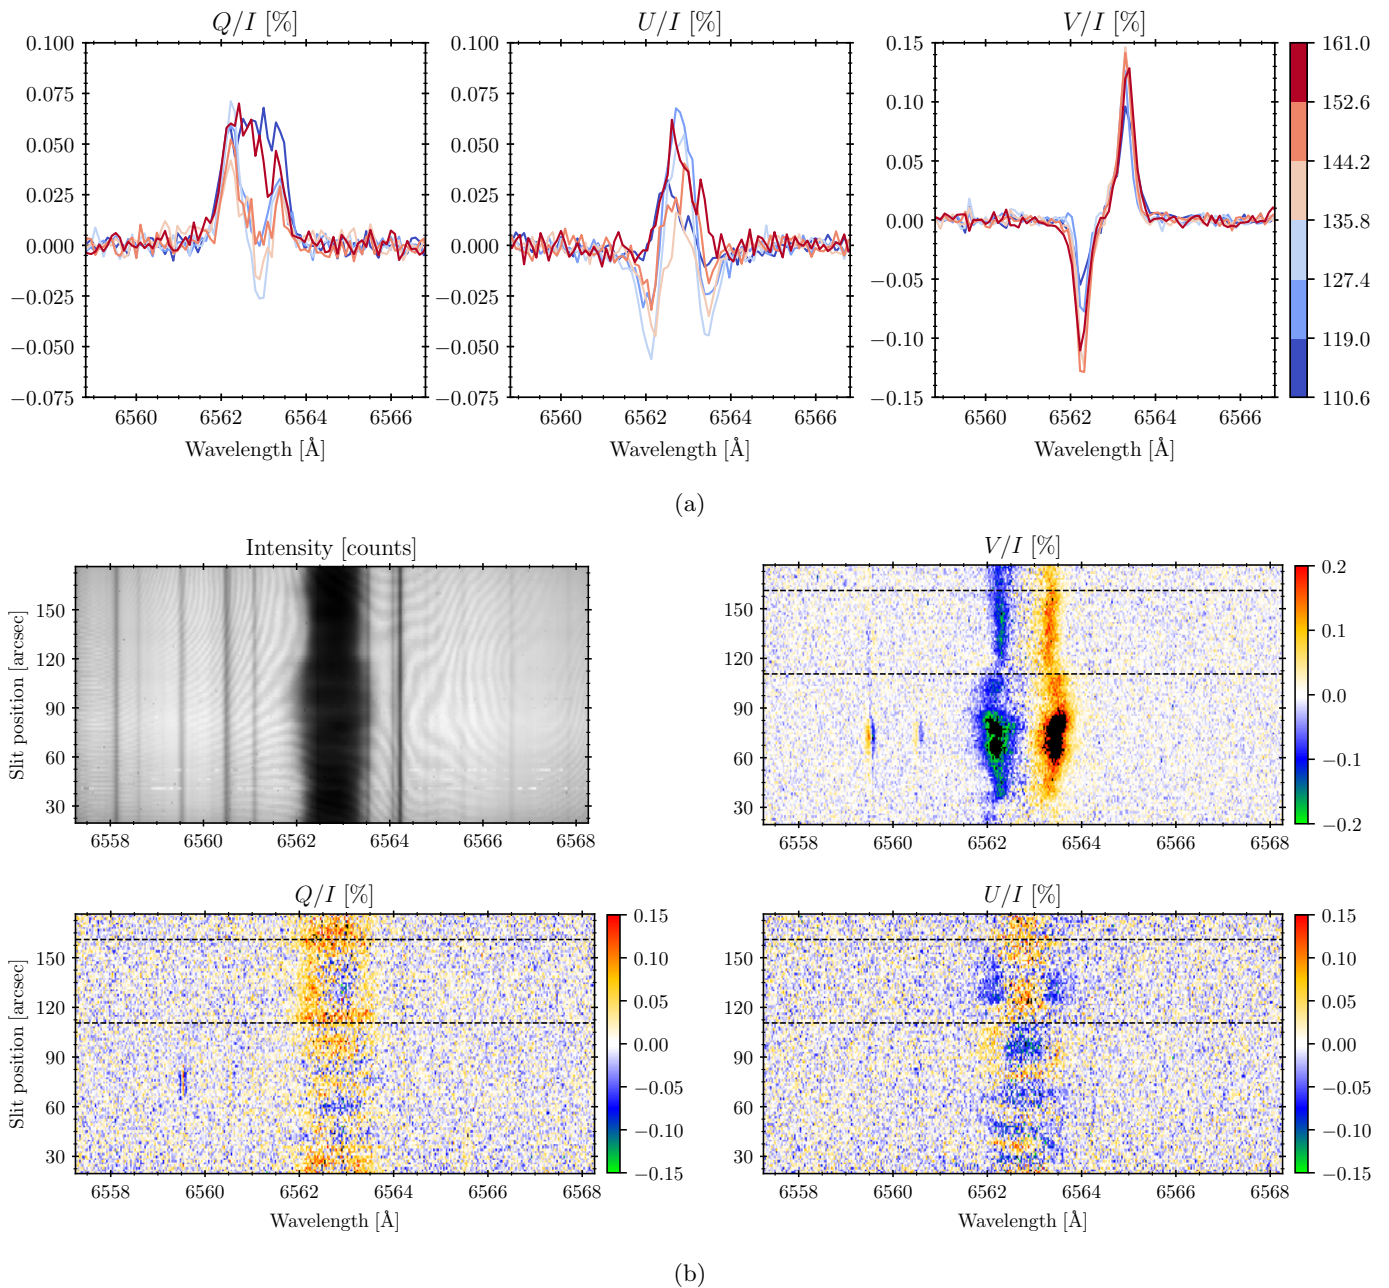 Q/I [%] U/I [%] V/I [%]
0.100 0.100 0.15 161.0
0.075 0.075 0.10 152.6
0.050 0.050 0.05 144.2
0.025 0.025 0.00 135.8
0.000 0.000 −0.05 127.4
−0.025 −0.025 −0.10 119.0
−0.050 −0.050 −0.15 110.6
−0.075 −0.075
6560 6562 6564 6566 6560 6562 6564 6566 6560 6562 6564 6566
Wavelength [Å] Wavelength [Å] Wavelength [Å]
(a)
Intensity [counts] V/I [%]
Slit position [arcsec]
150 120 90 60 30
6558 6560 6562 6564 6566 6568
150 120 90 60 30
6558 6560 6562 6564 6566 6568
0.2 0.1 0.0 −0.1 −0.2
Q/I [%] U/I [%]
Slit position [arcsec]
150 120 90 60 30
6558 6560 6562 6564 6566 6568
Wavelength [Å]
0.15 0.10 0.05 0.00 −0.05 −0.10 −0.15
150 120 90 60 30
6558 6560 6562 6564 6566 6568
Wavelength [Å]
0.15 0.10 0.05 0.00 −0.05 −0.10 −0.15
(b)